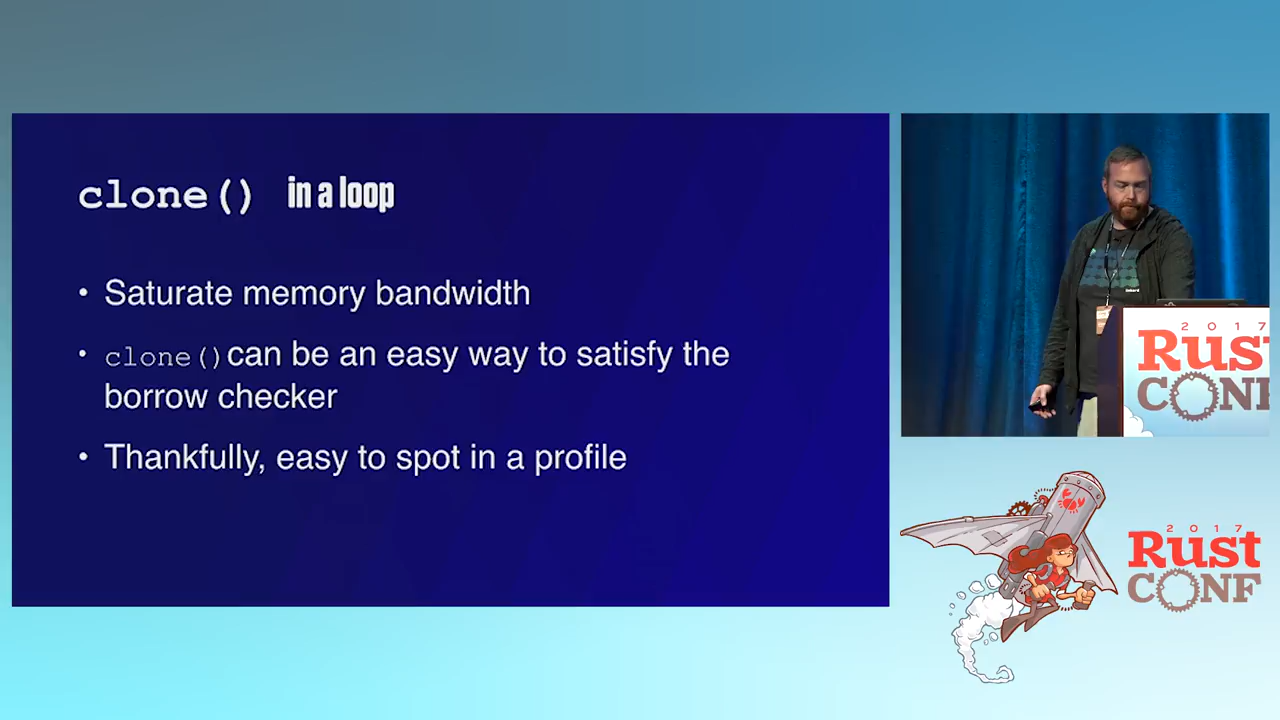 clone() in a loop
• Saturate memory bandwidth
• clone() can be an easy way to satisfy the
borrow checker
• Thankfully, easy to spot in a profile
2017
Rus
CONF
2017
Rust
CONF